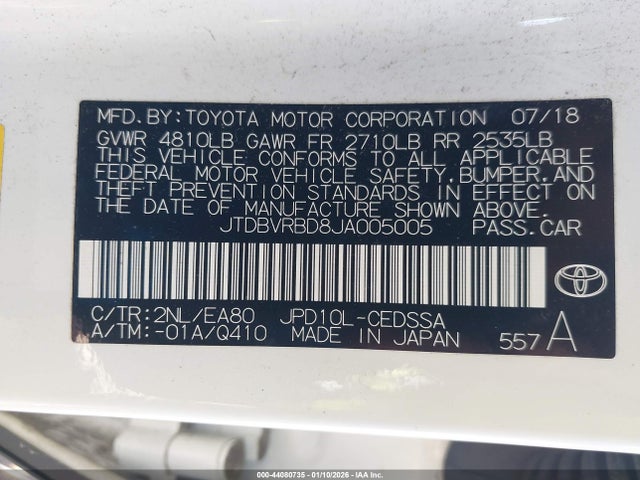 MFD.BY:TOYOTA MOTOR CORPORATION 07/18
GVWR 4810LB GAWR FR 2710LB RR 2535LB
THIS VEHICLE CONFORMS TO ALL APPLICABLE
FEDERAL MOTOR VEHICLE SAFETY,BUMPER,AND
THEFT PREVENTION STANDARDS IN EFFECT ON
THE DATE OF MANUFACTURE SHOWN ABOVE.
JTDBVRBD8JA005005 PASS.CAR
C/TR:2NL/EA80 JPD10L-CEDSSA
A/TM:-01A/Q410 MADE IN JAPAN 557A
TOYOTA
000-44080735 - 01/10/2026 - IAA Inc.